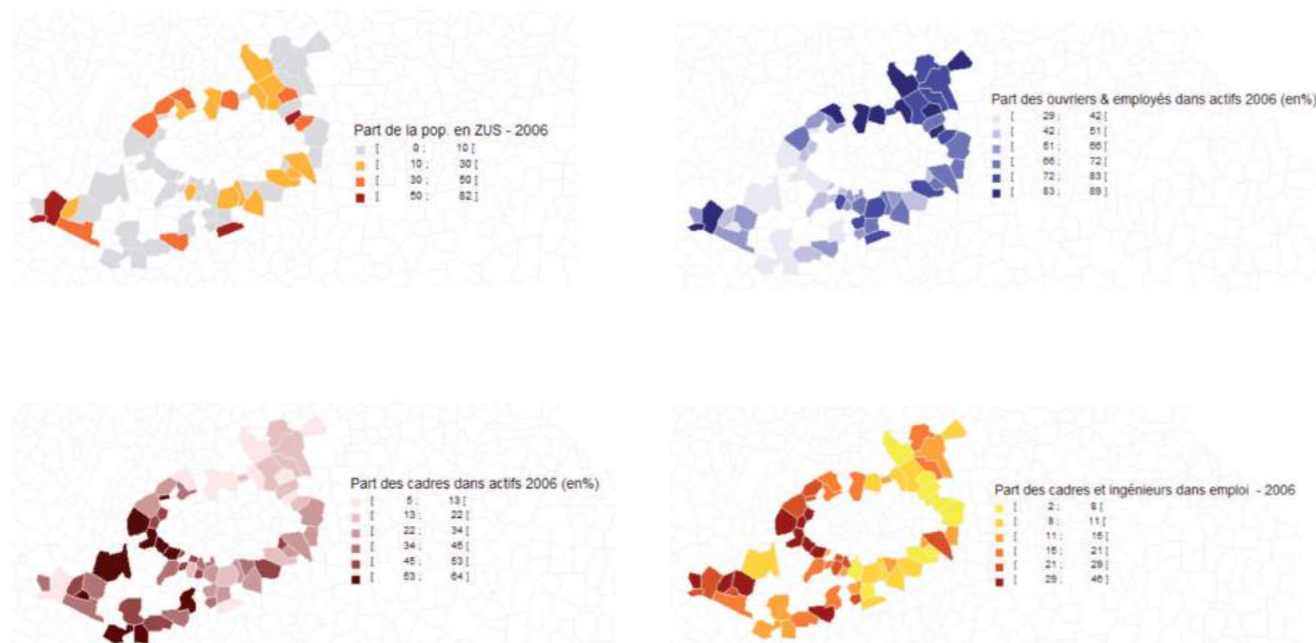 Part de la pop. en ZUS - 2006
[ 0 ; 10 [
[ 10 ; 30 [
[ 30 ; 50 [
[ 50 ; 82 [
Part des ouvriers & employés dans actifs 2006 (en%)
[ 29 ; 42 [
[ 42 ; 51 [
[ 51 ; 66 [
[ 66 ; 72 [
[ 72 ; 83 [
[ 83 ; 89 [
Part des cadres dans actifs 2006 (en%)
[ 5 ; 13 [
[ 13 ; 22 [
[ 22 ; 34 [
[ 34 ; 45 [
[ 45 ; 53 [
[ 53 ; 64 [
Part des cadres et ingénieurs dans emploi - 2006
[ 2 ; 8 [
[ 8 ; 11 [
[ 11 ; 15 [
[ 15 ; 21 [
[ 21 ; 29 [
[ 29 ; 46 [